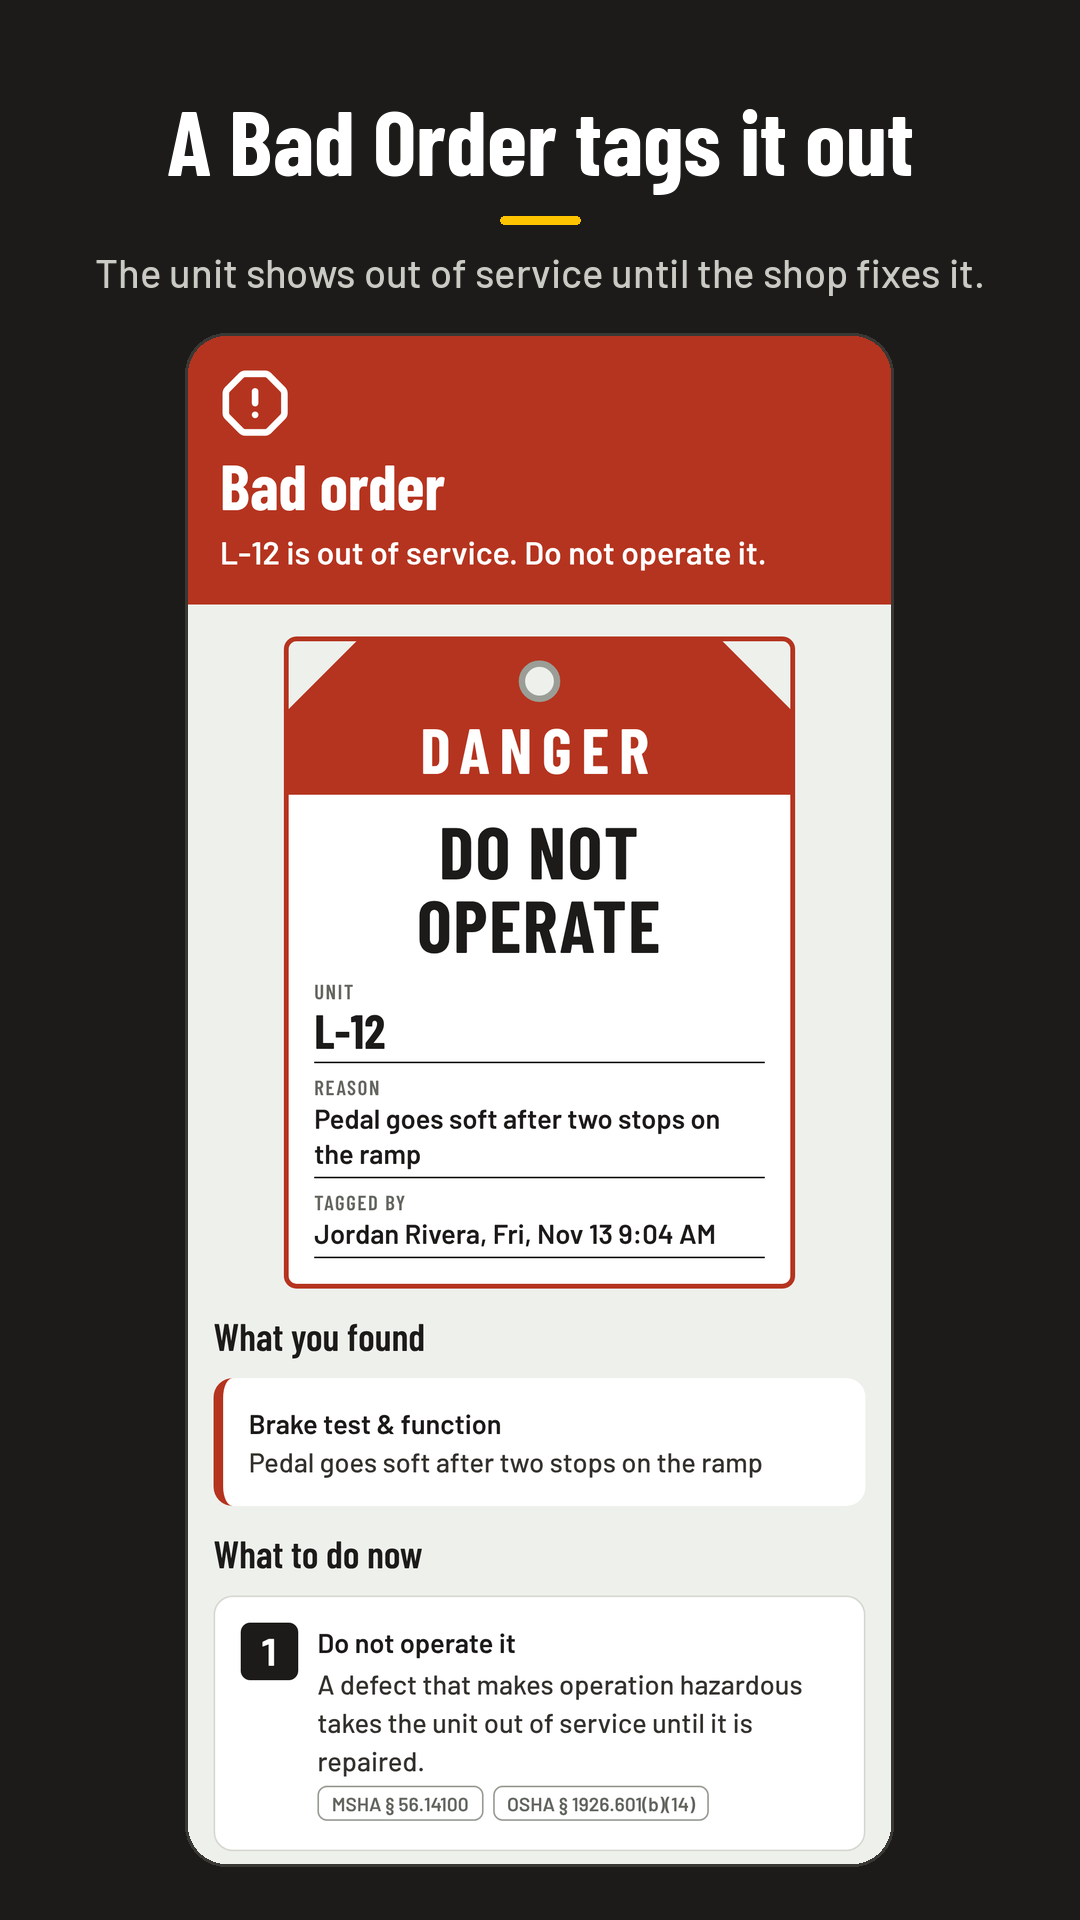 A Bad Order tags it out
The unit shows out of service until the shop fixes it.
Bad order
L-12 is out of service. Do not operate it.
DANGER
DO NOT
OPERATE
UNIT
L-12
REASON
Pedal goes soft after two stops on
the ramp
TAGGED BY
Jordan Rivera, Fri, Nov 13 9:04 AM
What you found
Brake test & function
Pedal goes soft after two stops on the ramp
What to do now
1
Do not operate it
A defect that makes operation hazardous
takes the unit out of service until it is
repaired.
MSHA § 56.14100
OSHA § 1926.601(b)(14)